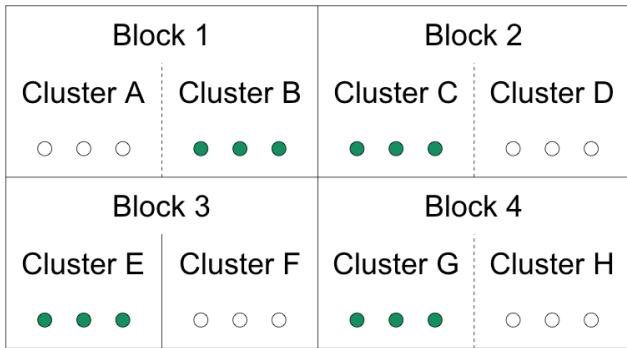 Block 1
Block 2
Cluster A
Cluster B
Cluster C
Cluster D
Block 3
Block 4
Cluster E
Cluster F
Cluster G
Cluster H